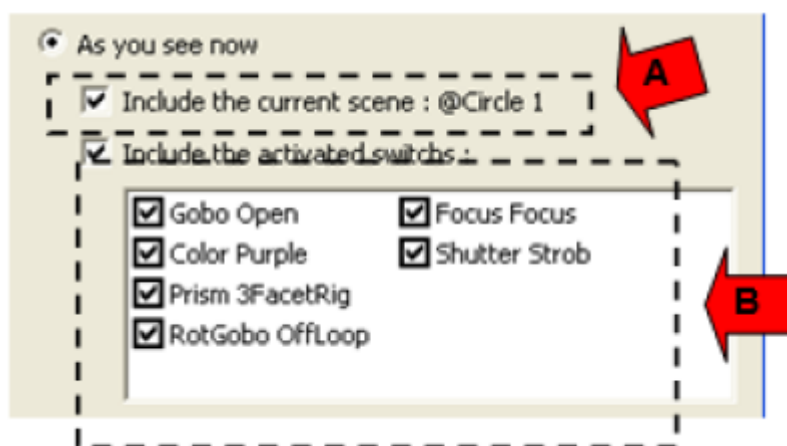 As you see now
A
Include the current scene : @Circle 1
Include the activated switchs :
Gobo Open
Focus Focus
Color Purple
Shutter Strob
Prism 3FacetRig
B
RotGobo OffLoop